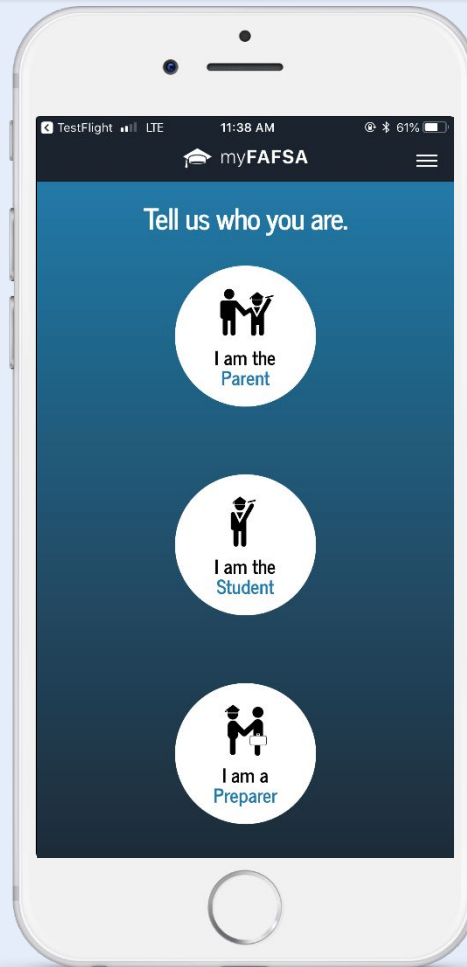 TestFlight LTE 11:38 AM 61%
myFAFSA
Tell us who you are.
I am the
Parent
I am the
Student
I am a
Preparer